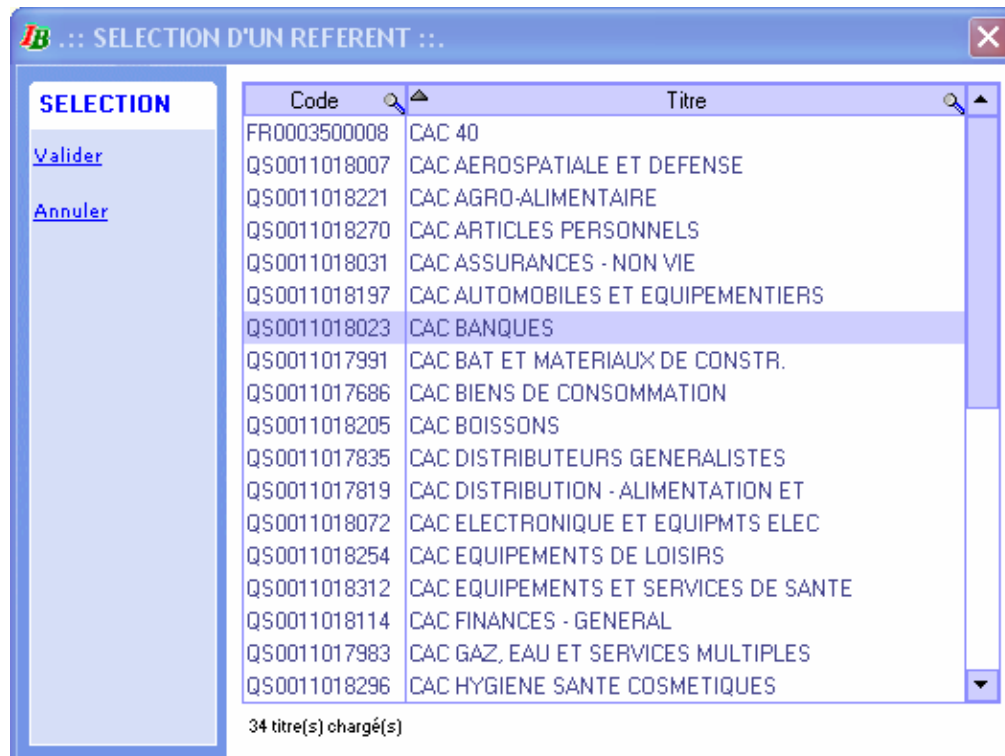 IB .:: SELECTION D'UN REFERENT ::.
SELECTION
Valider
Annuler
Code Titre
FR0003500008 CAC 40
QS0011018007 CAC AEROSPATIALE ET DEFENSE
QS0011018221 CAC AGRO-ALIMENTAIRE
QS0011018270 CAC ARTICLES PERSONNELS
QS0011018031 CAC ASSURANCES - NON VIE
QS0011018197 CAC AUTOMOBILES ET EQUIPEMENTIERS
QS0011018023 CAC BANQUES
QS0011017991 CAC BAT ET MATERIAUX DE CONSTR.
QS0011017686 CAC BIENS DE CONSOMMATION
QS0011018205 CAC BOISSONS
QS0011017835 CAC DISTRIBUTEURS GENERALISTES
QS0011017819 CAC DISTRIBUTION - ALIMENTATION ET
QS0011018072 CAC ELECTRONIQUE ET EQUIPMTS ELEC
QS0011018254 CAC EQUIPEMENTS DE LOISIRS
QS0011018312 CAC EQUIPEMENTS ET SERVICES DE SANTE
QS0011018114 CAC FINANCES - GENERAL
QS0011017983 CAC GAZ, EAU ET SERVICES MULTIPLES
QS0011018296 CAC HYGIENE SANTE COSMETIQUES
34 titre(s) chargé(s)